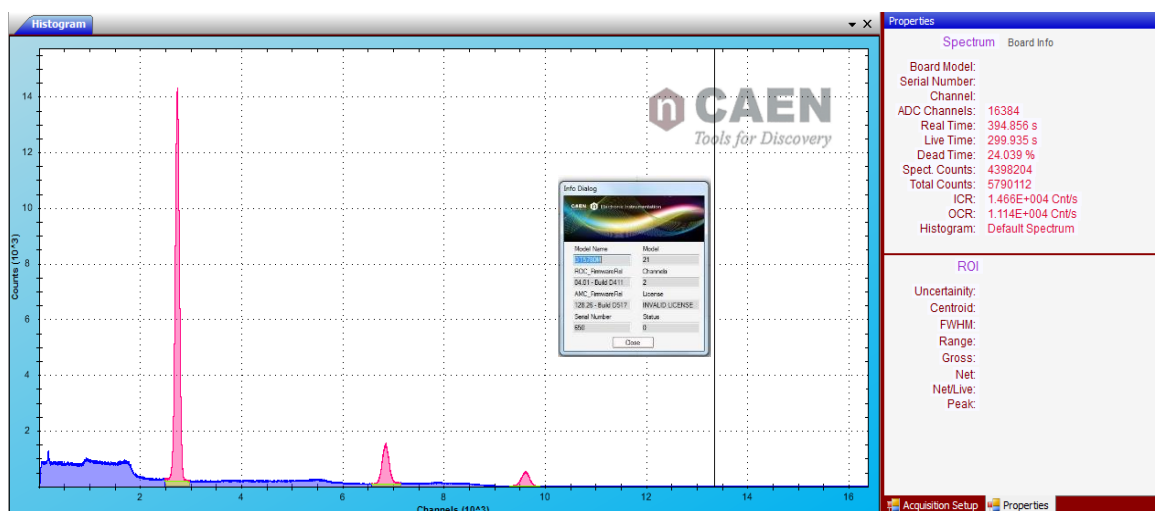 Histogram
14
12
10
8
6
4
2
Counts (10^3)
2
4
6
8
10
12
14
16
Channels (10^3)
n CAEN
Tools for Discovery
Info Dialog
CAEN n Electronic Instrumentation
Model Name Model
21
ROC_FirmwareRel Channels
04.01 - Build D411 2
AMC_FirmwareRel License
128.26 - Build D517 INVALID LICENSE
Serial Number Status
650 0
Close
Properties
Spectrum Board Info
Board Model:
Serial Number:
Channel:
ADC Channels: 16384
Real Time: 394.856 s
Live Time: 299.935 s
Dead Time: 24.039 %
Spect. Counts: 4398204
Total Counts: 5790112
ICR: 1.466E+004 Cnt/s
OCR: 1.114E+004 Cnt/s
Histogram: Default Spectrum
ROI
Uncertainity:
Centroid:
FWHM:
Range:
Gross:
Net:
Net/Live:
Peak:
Acquisition Setup Properties